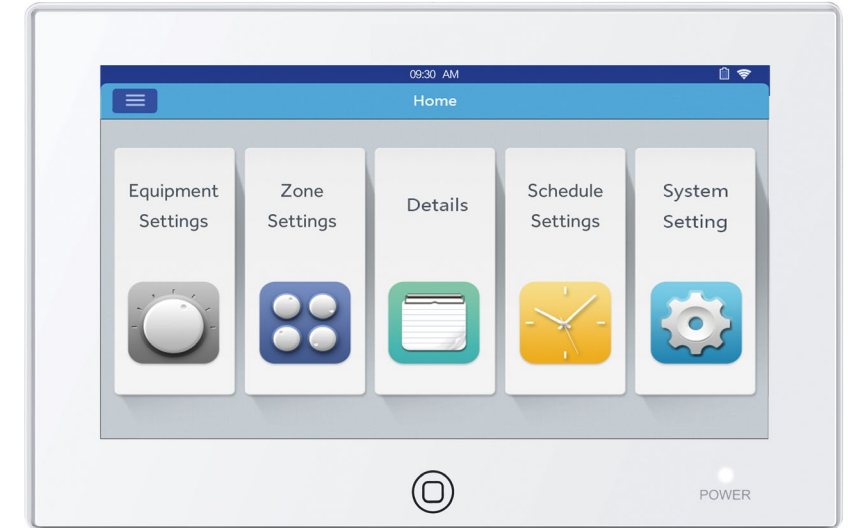 09:30 AM
Home
Equipment
Settings
Zone
Settings
Details
Schedule
Settings
System
Setting
POWER